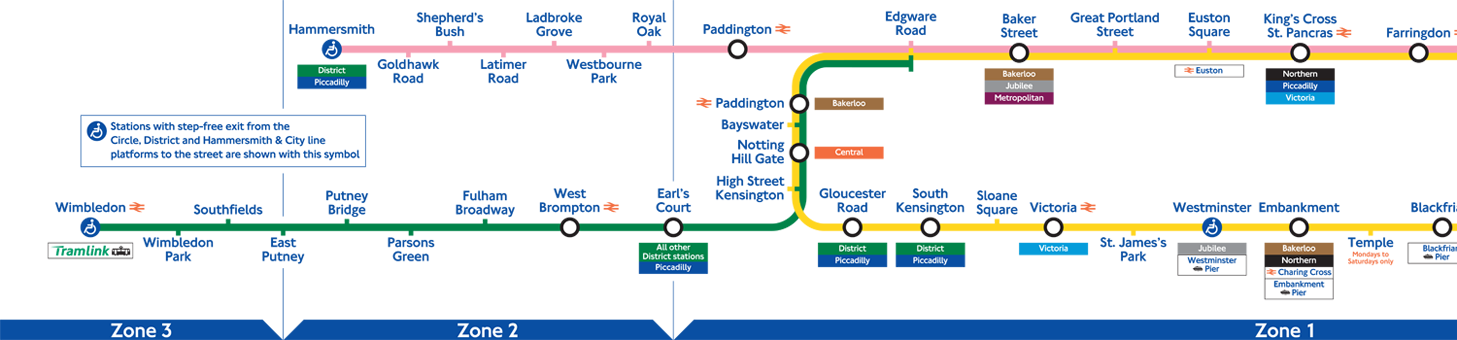 Hammersmith
District
Piccadilly
Goldhawk
Road
Shepherd's
Bush
Latimer
Road
Ladbroke
Grove
Westbourne
Park
Royal
Oak
Paddington
Edgware
Road
Baker
Street
Bakerloo
Jubilee
Metropolitan
Great Portland
Street
Euston
Square
Euston
King's Cross
St. Pancras
Northern
Piccadilly
Victoria
Farringdon
Stations with step-free exit from the
Circle, District and Hammersmith & City line
platforms to the street are shown with this symbol
Paddington
Bakerloo
Bayswater
Notting
Hill Gate
Central
High Street
Kensington
Wimbledon
Tramlink
Wimbledon
Park
Southfields
East
Putney
Putney
Bridge
Parsons
Green
Fulham
Broadway
West
Brompton
Earl's
Court
All other
District stations
Piccadilly
Gloucester
Road
District
Piccadilly
South
Kensington
District
Piccadilly
Sloane
Square
Victoria
Victoria
St. James's
Park
Westminster
Jubilee
Westminster
Pier
Embankment
Bakerloo
Northern
Charing Cross
Embankment
Pier
Temple
Mondays to
Saturdays only
Blackfria
Blackfriar
Pier
Zone 3
Zone 2
Zone 1